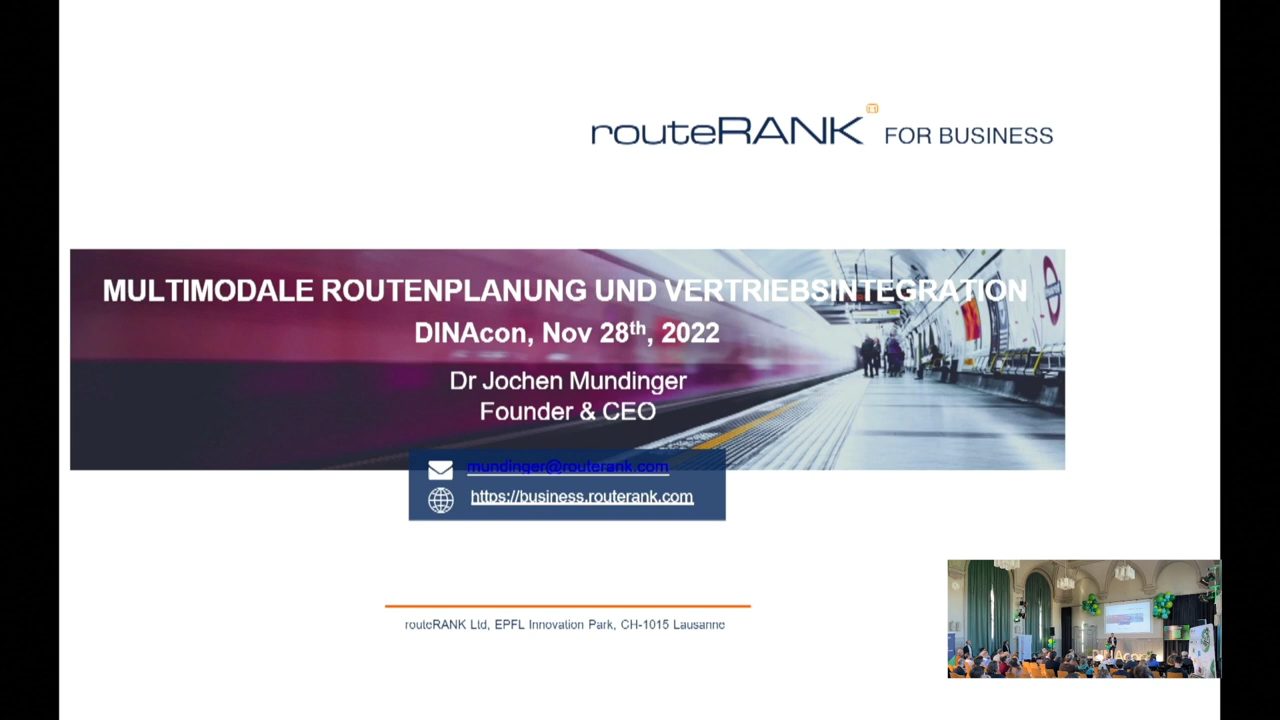 routeRANK FOR BUSINESS
MULTIMODALE ROUTENPLANUNG UND VERTRIEBSINTEGRATION
DINAcon, Nov 28th, 2022
Dr Jochen Mundinger
Founder & CEO
mundinger@routerank.com
https://business.routerank.com
routeRANK Ltd, EPFL Innovation Park, CH-1015 Lausanne
DINAcon